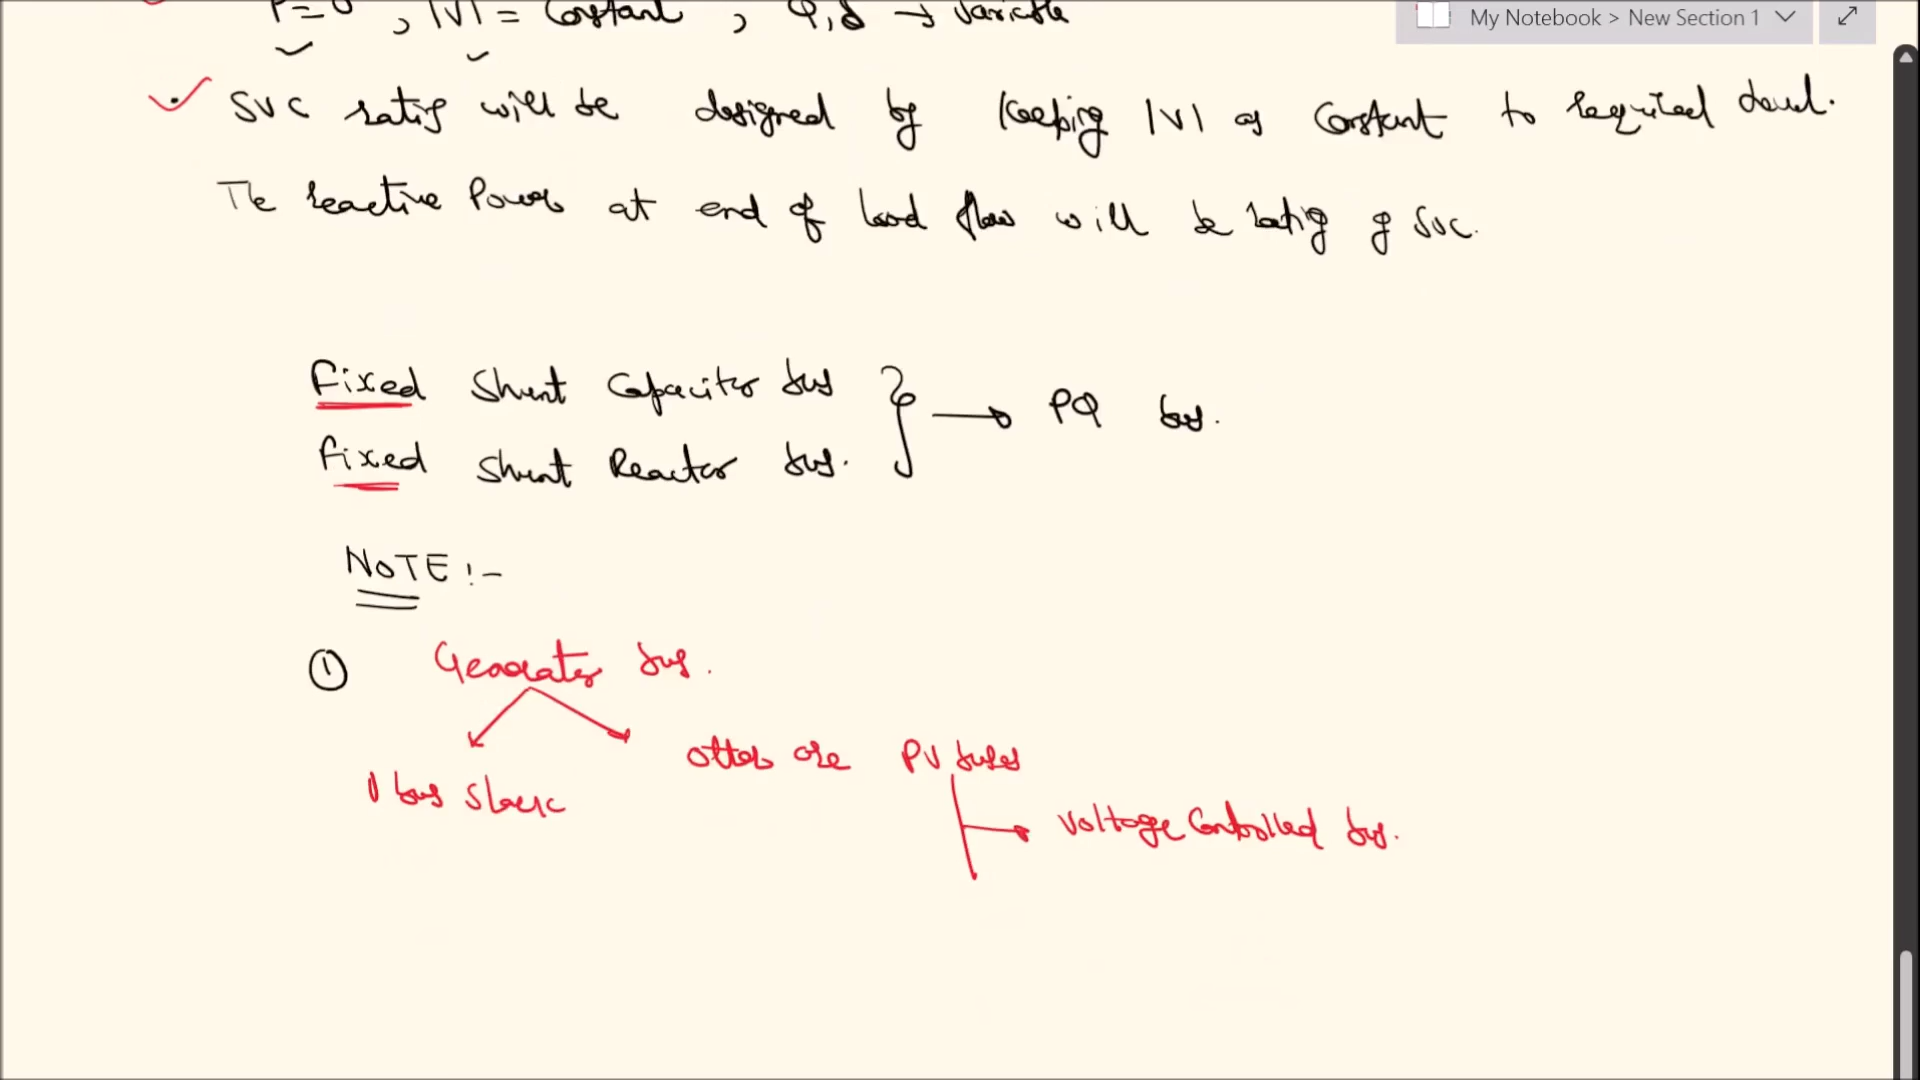 P=0 , |V| = Constant , Q,δ → Variable
My Notebook > New Section 1
SVC rating will be designed by keeping |V| as Constant to required level.
The reactive Power at end of load flow will be rating of SVC.
Fixed Shunt Capacitor bus
→ PQ bus.
Fixed Shunt Reactor bus.
NOTE :-
① Generator bus.
other are PV buses
1 bus slack
Voltage Controlled bus.